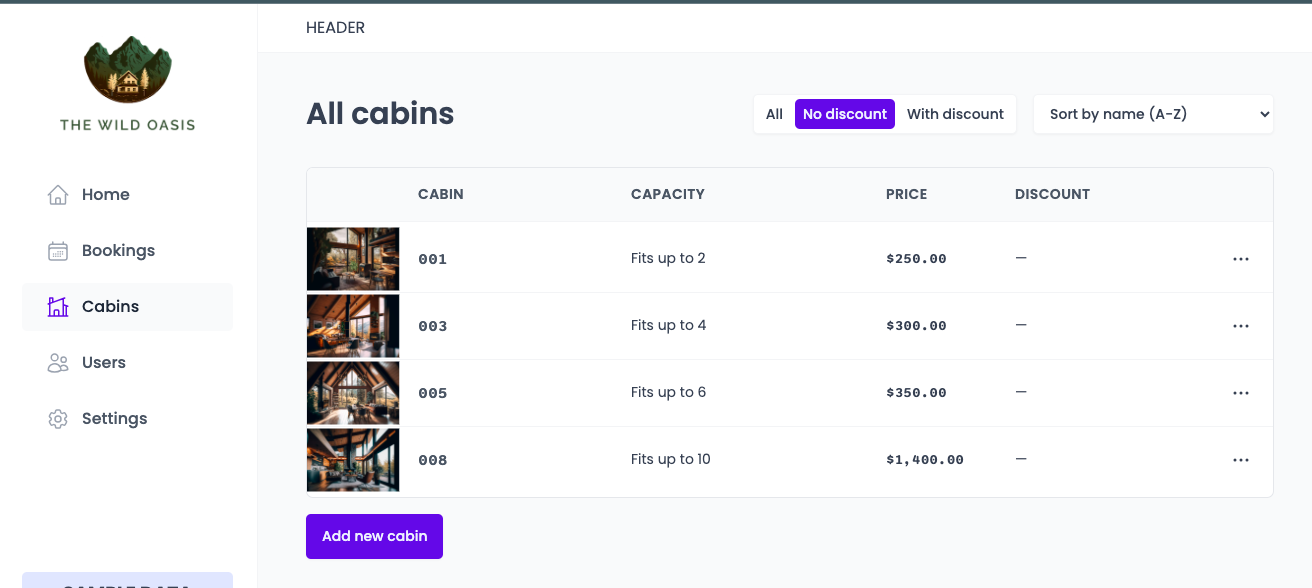 HEADER
THE WILD OASIS
All cabins
All No discount With discount
Sort by name (A-Z)
Home
Bookings
Cabins
Users
Settings
CABIN CAPACITY PRICE DISCOUNT
001 Fits up to 2 $250.00 — ...
003 Fits up to 4 $300.00 — ...
005 Fits up to 6 $350.00 — ...
008 Fits up to 10 $1,400.00 — ...
Add new cabin
SAMPLE DATA